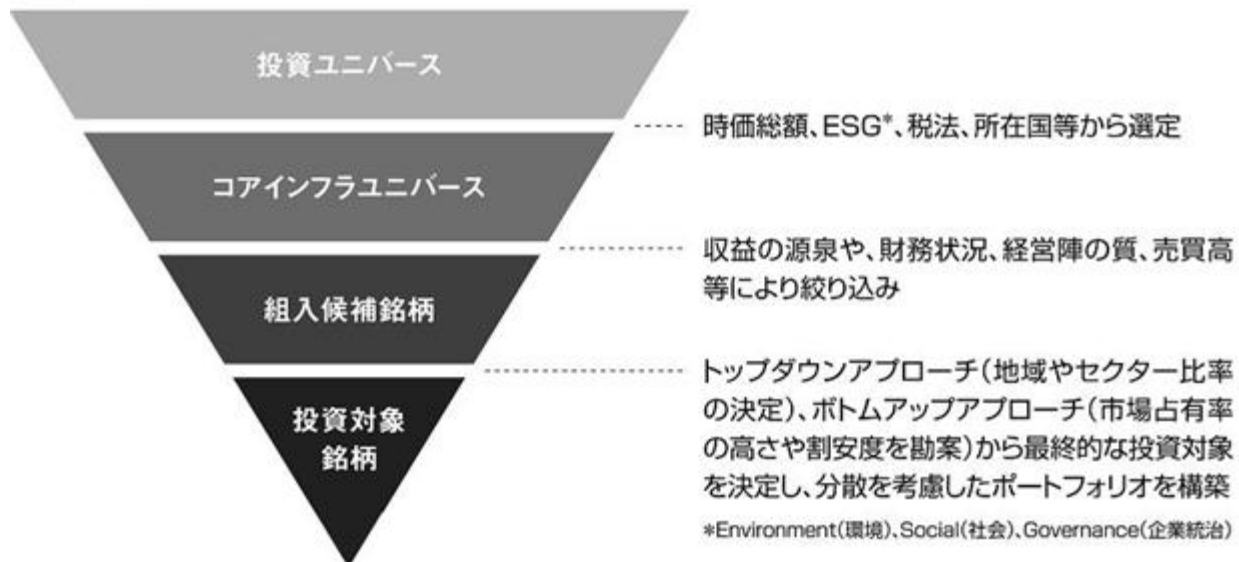 投資ユニバース
時価総額、ESG*、税法、所在国等から選定
コアインフラユニバース
収益の源泉や、財務状況、経営陣の質、売買高
等により絞り込み
組入候補銘柄
トップダウンアプローチ(地域やセクター比率
の決定)、ボトムアップアプローチ(市場占有率
の高さや割安度を勘案)から最終的な投資対象
を決定し、分散を考慮したポートフォリオを構築
投資対象
銘柄
*Environment(環境)、Social(社会)、Governance(企業統治)